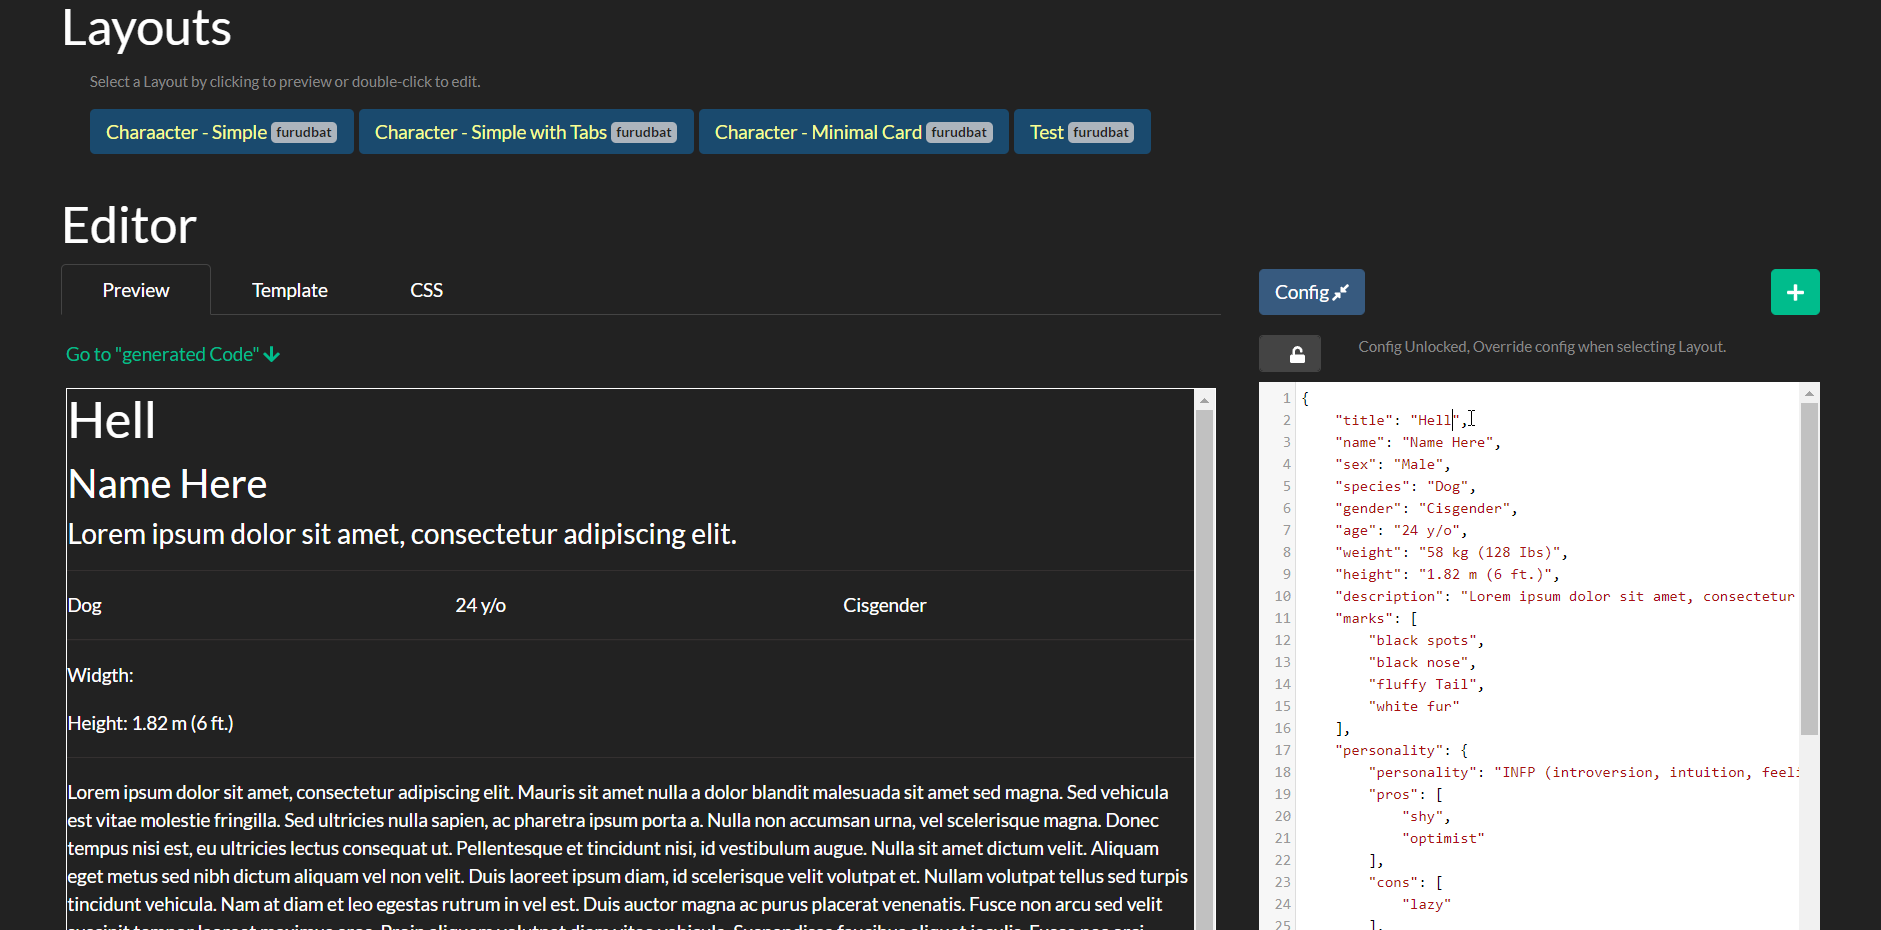 Layouts
Select a Layout by clicking to preview or double-click to edit.
Charaacter - Simple furudbat Character - Simple with Tabs furudbat Character - Minimal Card furudbat Test furudbat
Editor
Preview Template CSS
Go to "generated Code"
Hell
Name Here
Lorem ipsum dolor sit amet, consectetur adipiscing elit.
Dog 24 y/o Cisgender
Widgth:
Height: 1.82 m (6 ft.)
Lorem ipsum dolor sit amet, consectetur adipiscing elit. Mauris sit amet nulla a dolor blandit malesuada sit amet sed magna. Sed vehicula
est vitae molestie fringilla. Sed ultricies nulla sapien, ac pharetra ipsum porta a. Nulla non accumsan urna, vel scelerisque magna. Donec
tempus nisi est, eu ultricies lectus consequat ut. Pellentesque et tincidunt nisi, id vestibulum augue. Nulla sit amet dictum velit. Aliquam
eget metus sed nibh dictum aliquam vel non velit. Duis laoreet ipsum diam, id scelerisque velit volutpat et. Nullam volutpat tellus sed turpis
tincidunt vehicula. Nam at diam et leo egestas rutrum in vel est. Duis auctor magna ac purus placerat venenatis. Fusce non arcu sed velit
Config
+
Config Unlocked, Override config when selecting Layout.
1 {
2 "title": "Hell",
3 "name": "Name Here",
4 "sex": "Male",
5 "species": "Dog",
6 "gender": "Cisgender",
7 "age": "24 y/o",
8 "weight": "58 kg (128 Ibs)",
9 "height": "1.82 m (6 ft.)",
10 "description": "Lorem ipsum dolor sit amet, consectetur
11 "marks": [
12 "black spots",
13 "black nose",
14 "fluffy Tail",
15 "white fur"
16 ],
17 "personality": {
18 "personality": "INFP (introversion, intuition, feeli
19 "pros": [
20 "shy",
21 "optimist"
22 ],
23 "cons": [
24 "lazy"
25 ],